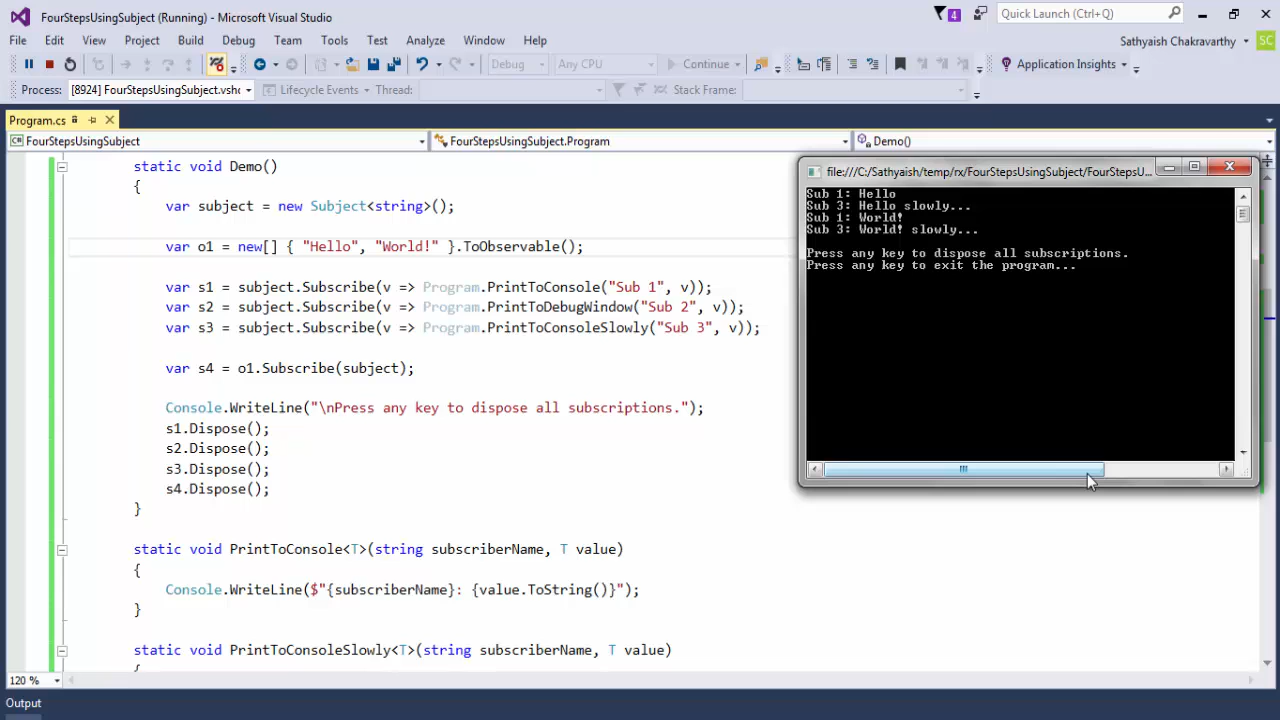 FourStepsUsingSubject (Running) - Microsoft Visual Studio
4
Quick Launch (Ctrl+Q)
File Edit View Project Build Debug Team Tools Test Analyze Window Help
Sathyaish Chakravarthy SC
Debug Any CPU Continue Application Insights
Process: [8924] FourStepsUsingSubject.vsho Lifecycle Events Thread: Stack Frame:
Program.cs
FourStepsUsingSubject FourStepsUsingSubject.Program Demo()
static void Demo()
{
var subject = new Subject<string>();
var o1 = new[] { "Hello", "World!" }.ToObservable();
var s1 = subject.Subscribe(v => Program.PrintToConsole("Sub 1", v));
var s2 = subject.Subscribe(v => Program.PrintToDebugWindow("Sub 2", v));
var s3 = subject.Subscribe(v => Program.PrintToConsoleSlowly("Sub 3", v));
var s4 = o1.Subscribe(subject);
Console.WriteLine("\nPress any key to dispose all subscriptions.");
s1.Dispose();
s2.Dispose();
s3.Dispose();
s4.Dispose();
}
static void PrintToConsole<T>(string subscriberName, T value)
{
Console.WriteLine($"{subscriberName}: {value.ToString()}");
}
static void PrintToConsoleSlowly<T>(string subscriberName, T value)
{
120 %
Output
file:///C:/Sathyaish/temp/rx/FourStepsUsingSubject/FourStepsU...
Sub 1: Hello
Sub 3: Hello slowly...
Sub 1: World!
Sub 3: World! slowly...
Press any key to dispose all subscriptions.
Press any key to exit the program...